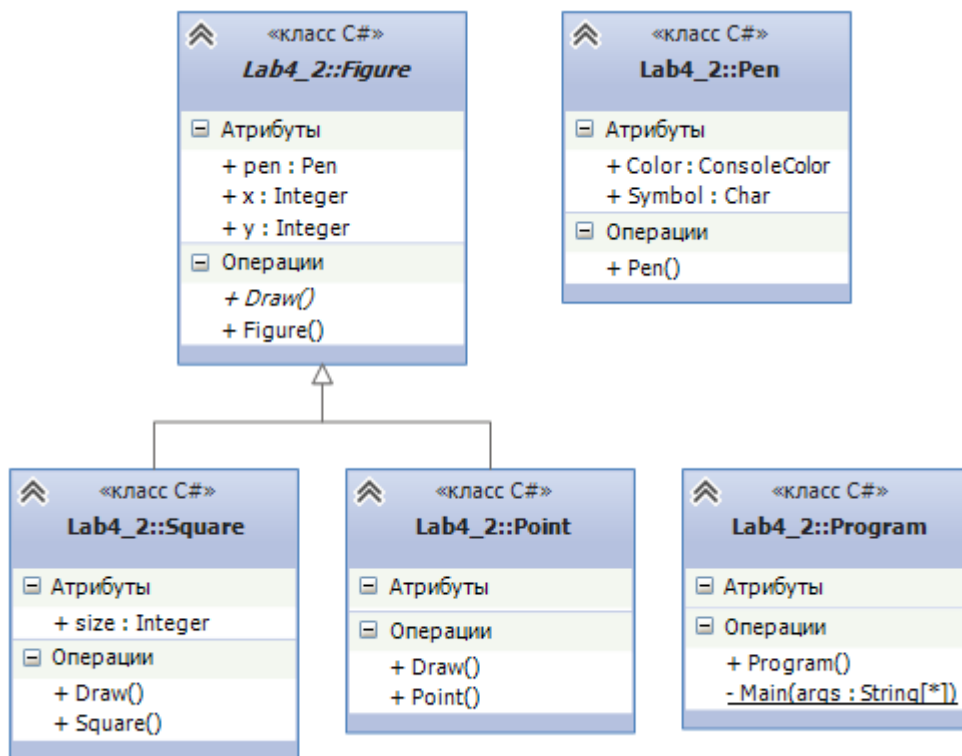 «класс C#»
Lab4_2::Figure
Атрибуты
+ pen : Pen
+ x : Integer
+ y : Integer
Операции
+ Draw()
+ Figure()
«класс C#»
Lab4_2::Pen
Атрибуты
+ Color : ConsoleColor
+ Symbol : Char
Операции
+ Pen()
«класс C#»
Lab4_2::Square
Атрибуты
+ size : Integer
Операции
+ Draw()
+ Square()
«класс C#»
Lab4_2::Point
Атрибуты
Операции
+ Draw()
+ Point()
«класс C#»
Lab4_2::Program
Атрибуты
Операции
+ Program()
- Main(args : String[*])